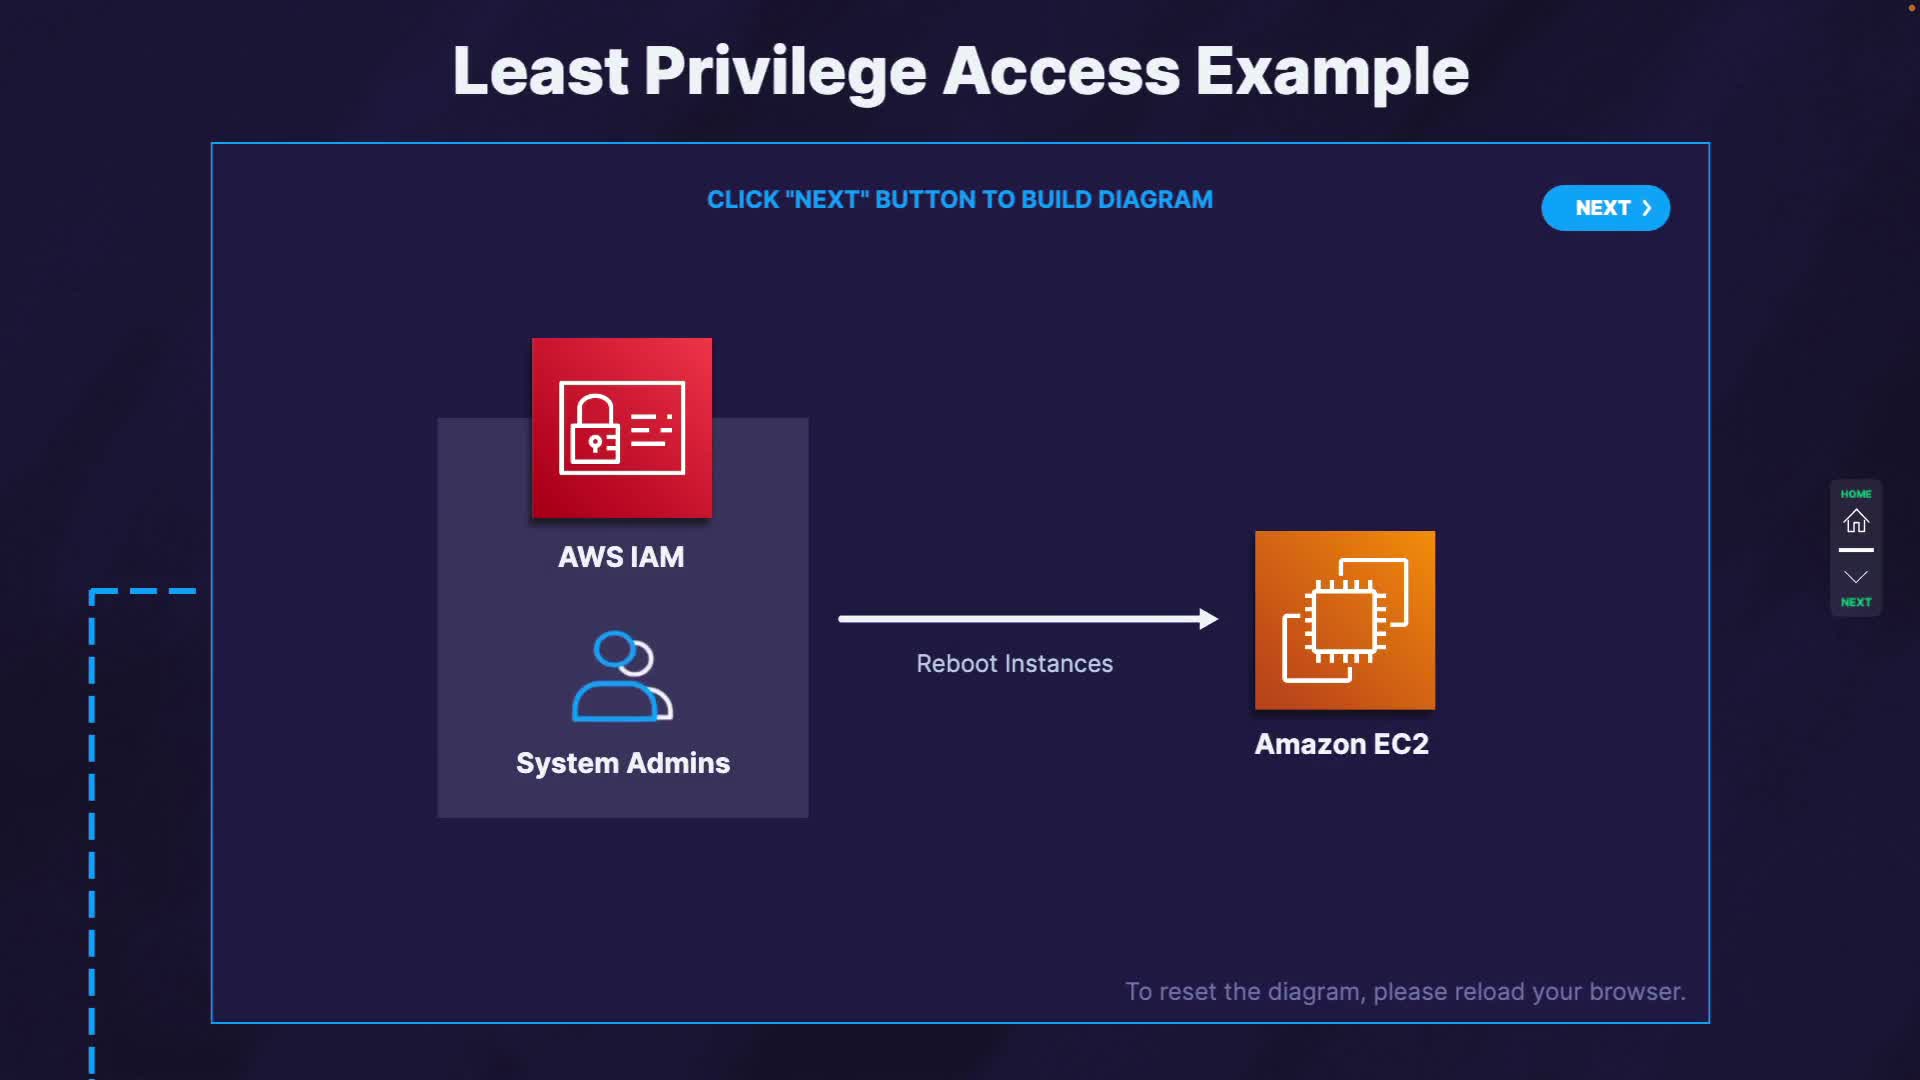 Least Privilege Access Example
CLICK "NEXT" BUTTON TO BUILD DIAGRAM
NEXT
AWS IAM
System Admins
Reboot Instances
Amazon EC2
To reset the diagram, please reload your browser.
HOME
NEXT